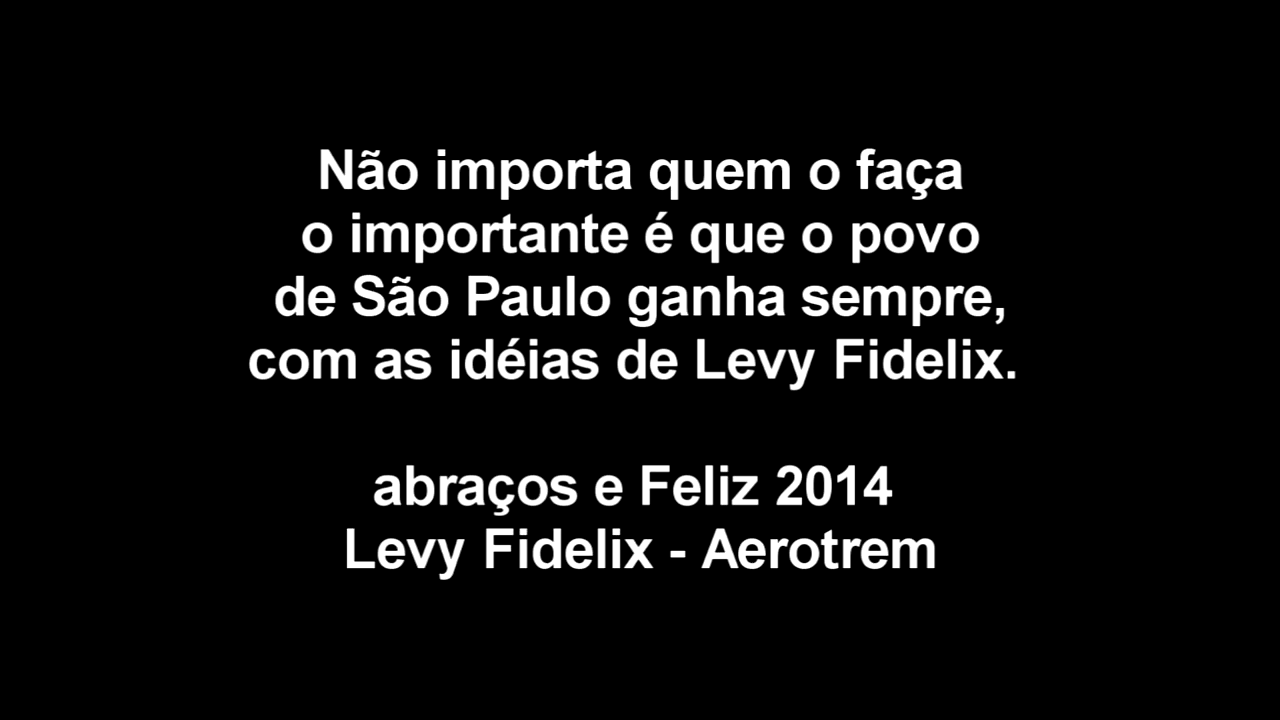 Não importa quem o faça
o importante é que o povo
de São Paulo ganha sempre,
com as idéias de Levy Fidelix.
abraços e Feliz 2014
Levy Fidelix - Aerotrem